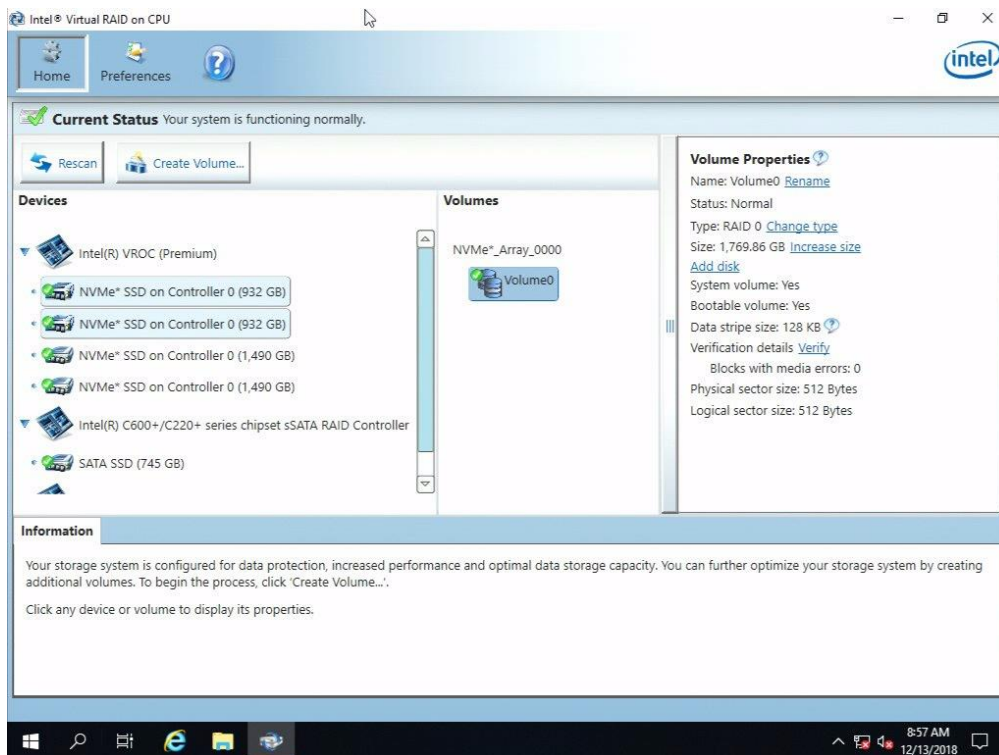 Intel® Virtual RAID on CPU
Home
Preferences
intel
Current Status Your system is functioning normally.
Rescan
Create Volume...
Devices
Intel(R) VROC (Premium)
NVMe* SSD on Controller 0 (932 GB)
NVMe* SSD on Controller 0 (932 GB)
NVMe* SSD on Controller 0 (1,490 GB)
NVMe* SSD on Controller 0 (1,490 GB)
Intel(R) C600+/C220+ series chipset sSATA RAID Controller
SATA SSD (745 GB)
Volumes
NVMe*_Array_0000
Volume0
Volume Properties ?
Name: Volume0 Rename
Status: Normal
Type: RAID 0 Change type
Size: 1,769.86 GB Increase size
Add disk
System volume: Yes
Bootable volume: Yes
Data stripe size: 128 KB ?
Verification details Verify
Blocks with media errors: 0
Physical sector size: 512 Bytes
Logical sector size: 512 Bytes
Information
Your storage system is configured for data protection, increased performance and optimal data storage capacity. You can further optimize your storage system by creating
additional volumes. To begin the process, click 'Create Volume...'.
Click any device or volume to display its properties.
8:57 AM
12/13/2018